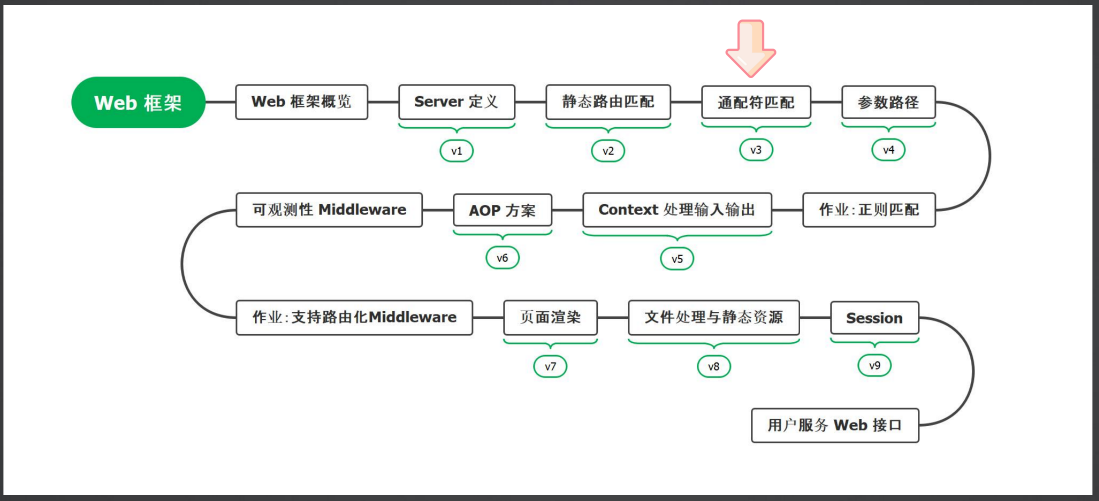 Web 框架
Web 框架概览
Server 定义
静态路由匹配
通配符匹配
参数路径
v1
v2
v3
v4
可观测性 Middleware
AOP 方案
Context 处理输入输出
作业:正则匹配
v6
v5
作业:支持路由化Middleware
页面渲染
文件处理与静态资源
Session
v7
v8
v9
用户服务 Web 接口